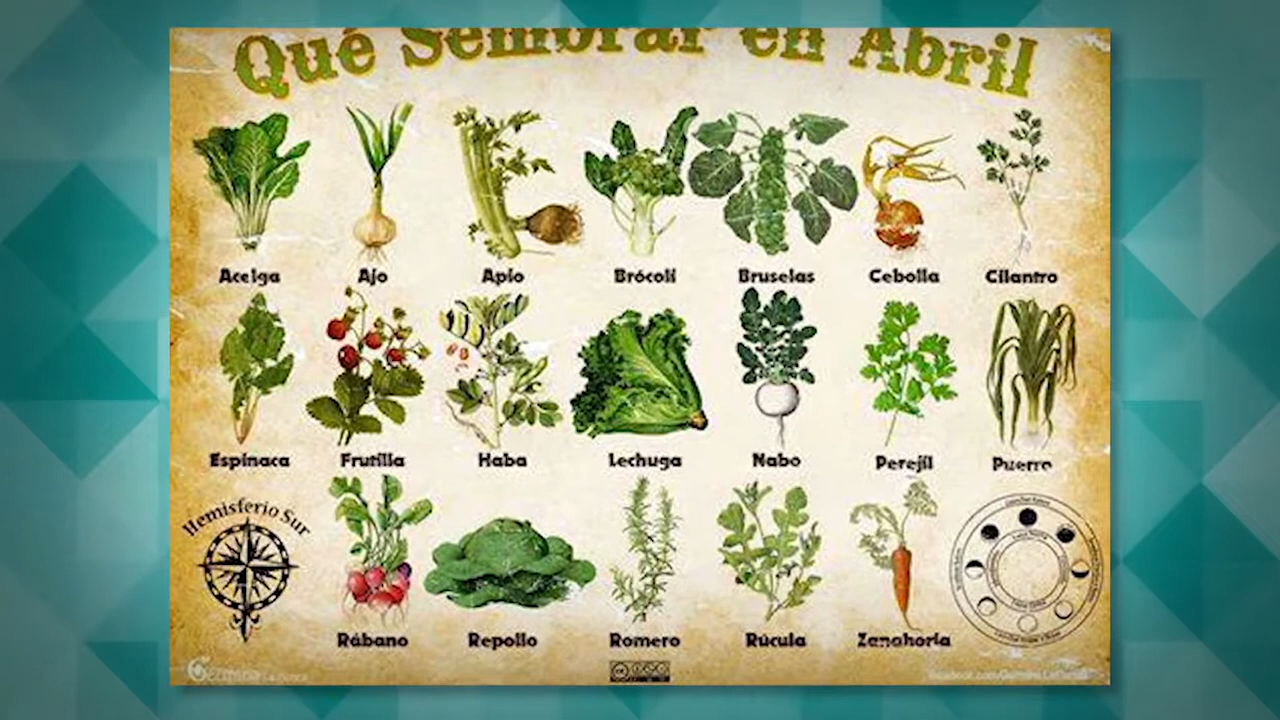 Qué Sembrar en Abril
Acelga Ajo Apio Brócoli Bruselas Cebolla Cilantro
Espinaca Frutilla Haba Lechuga Nabo Perejil Puerro
Hemisferio Sur
Rábano Repollo Romero Rúcula Zanahoria